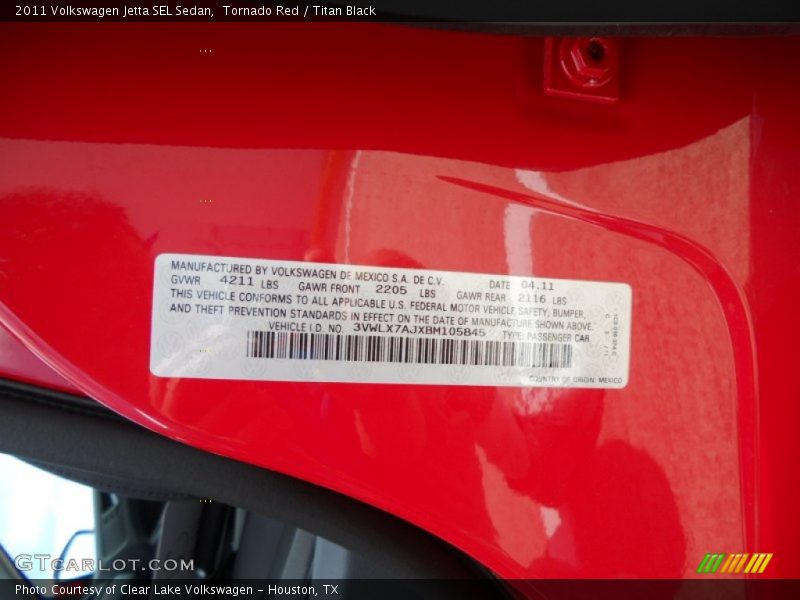 2011 Volkswagen Jetta SEL Sedan,  Tornado Red / Titan Black
MANUFACTURED BY VOLKSWAGEN DE MEXICO S.A. DE C.V. DATE 04.11
GVWR 4211 LBS GAWR FRONT 2205 LBS GAWR REAR 2116 LBS
THIS VEHICLE CONFORMS TO ALL APPLICABLE U.S. FEDERAL MOTOR VEHICLE SAFETY, BUMPER,
AND THEFT PREVENTION STANDARDS IN EFFECT ON THE DATE OF MANUFACTURE SHOWN ABOVE.
VEHICLE I.D. NO. 3VWLX7AJXBM105845 TYPE: PASSENGER CAR
COUNTRY OF ORIGIN: MEXICO
GTCARLOT.COM
Photo Courtesy of Clear Lake Volkswagen - Houston, TX